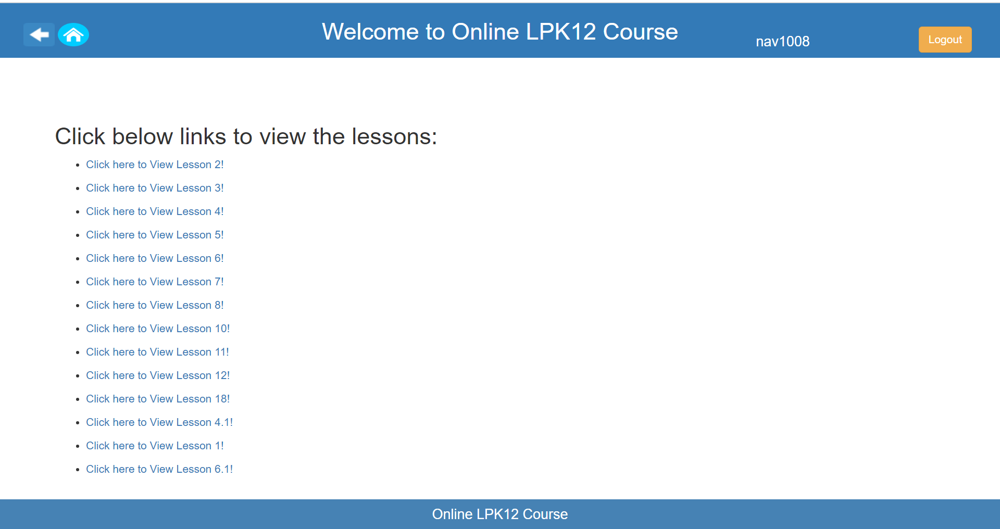 Welcome to Online LPK12 Course
nav1008
Logout
Click below links to view the lessons:
Click here to View Lesson 2!
Click here to View Lesson 3!
Click here to View Lesson 4!
Click here to View Lesson 5!
Click here to View Lesson 6!
Click here to View Lesson 7!
Click here to View Lesson 8!
Click here to View Lesson 10!
Click here to View Lesson 11!
Click here to View Lesson 12!
Click here to View Lesson 18!
Click here to View Lesson 4.1!
Click here to View Lesson 1!
Click here to View Lesson 6.1!
Online LPK12 Course